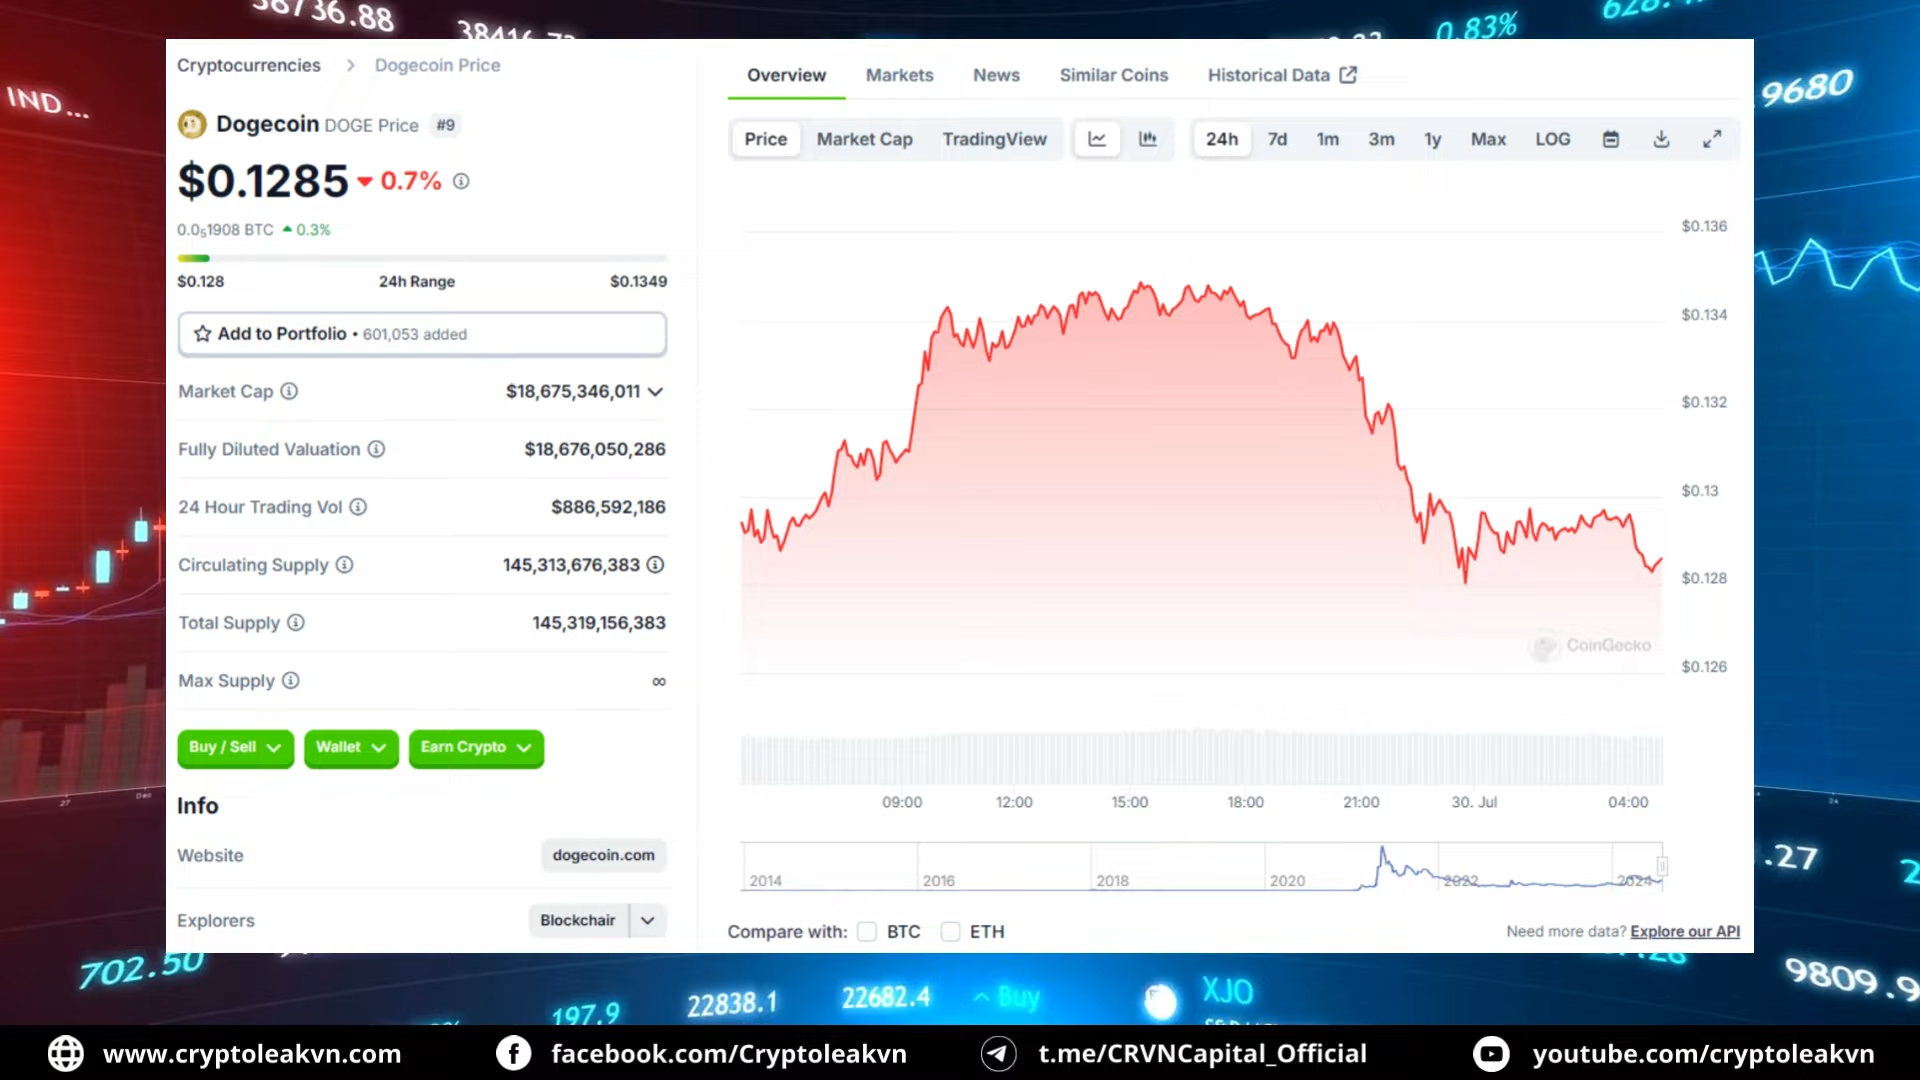 38736.88
0.83%
IND...
9680
Cryptocurrencies > Dogecoin Price
Dogecoin DOGE Price #9
$0.1285 0.7%
0.0₅1908 BTC 0.3%
$0.128 24h Range $0.1349
Add to Portfolio • 601,053 added
Market Cap $18,675,346,011
Fully Diluted Valuation $18,676,050,286
24 Hour Trading Vol $886,592,186
Circulating Supply 145,313,676,383
Total Supply 145,319,156,383
Max Supply ∞
Buy / Sell Wallet Earn Crypto
Info
Website dogecoin.com
Explorers Blockchair
Overview Markets News Similar Coins Historical Data
Price Market Cap TradingView 24h 7d 1m 3m 1y Max LOG
$0.136
$0.134
$0.132
$0.13
$0.128
$0.126
CoinGecko
09:00 12:00 15:00 18:00 21:00 30. Jul 04:00
2014 2016 2018 2020 2022 2024
Compare with: BTC ETH
Need more data? Explore our API
27
Dec
24
.27
702.50
197.9
22838.1
22682.4
Buy
XJO
9809.9
www.cryptoleakvn.com
facebook.com/Cryptoleakvn
t.me/CRVNCapital_Official
youtube.com/cryptoleakvn